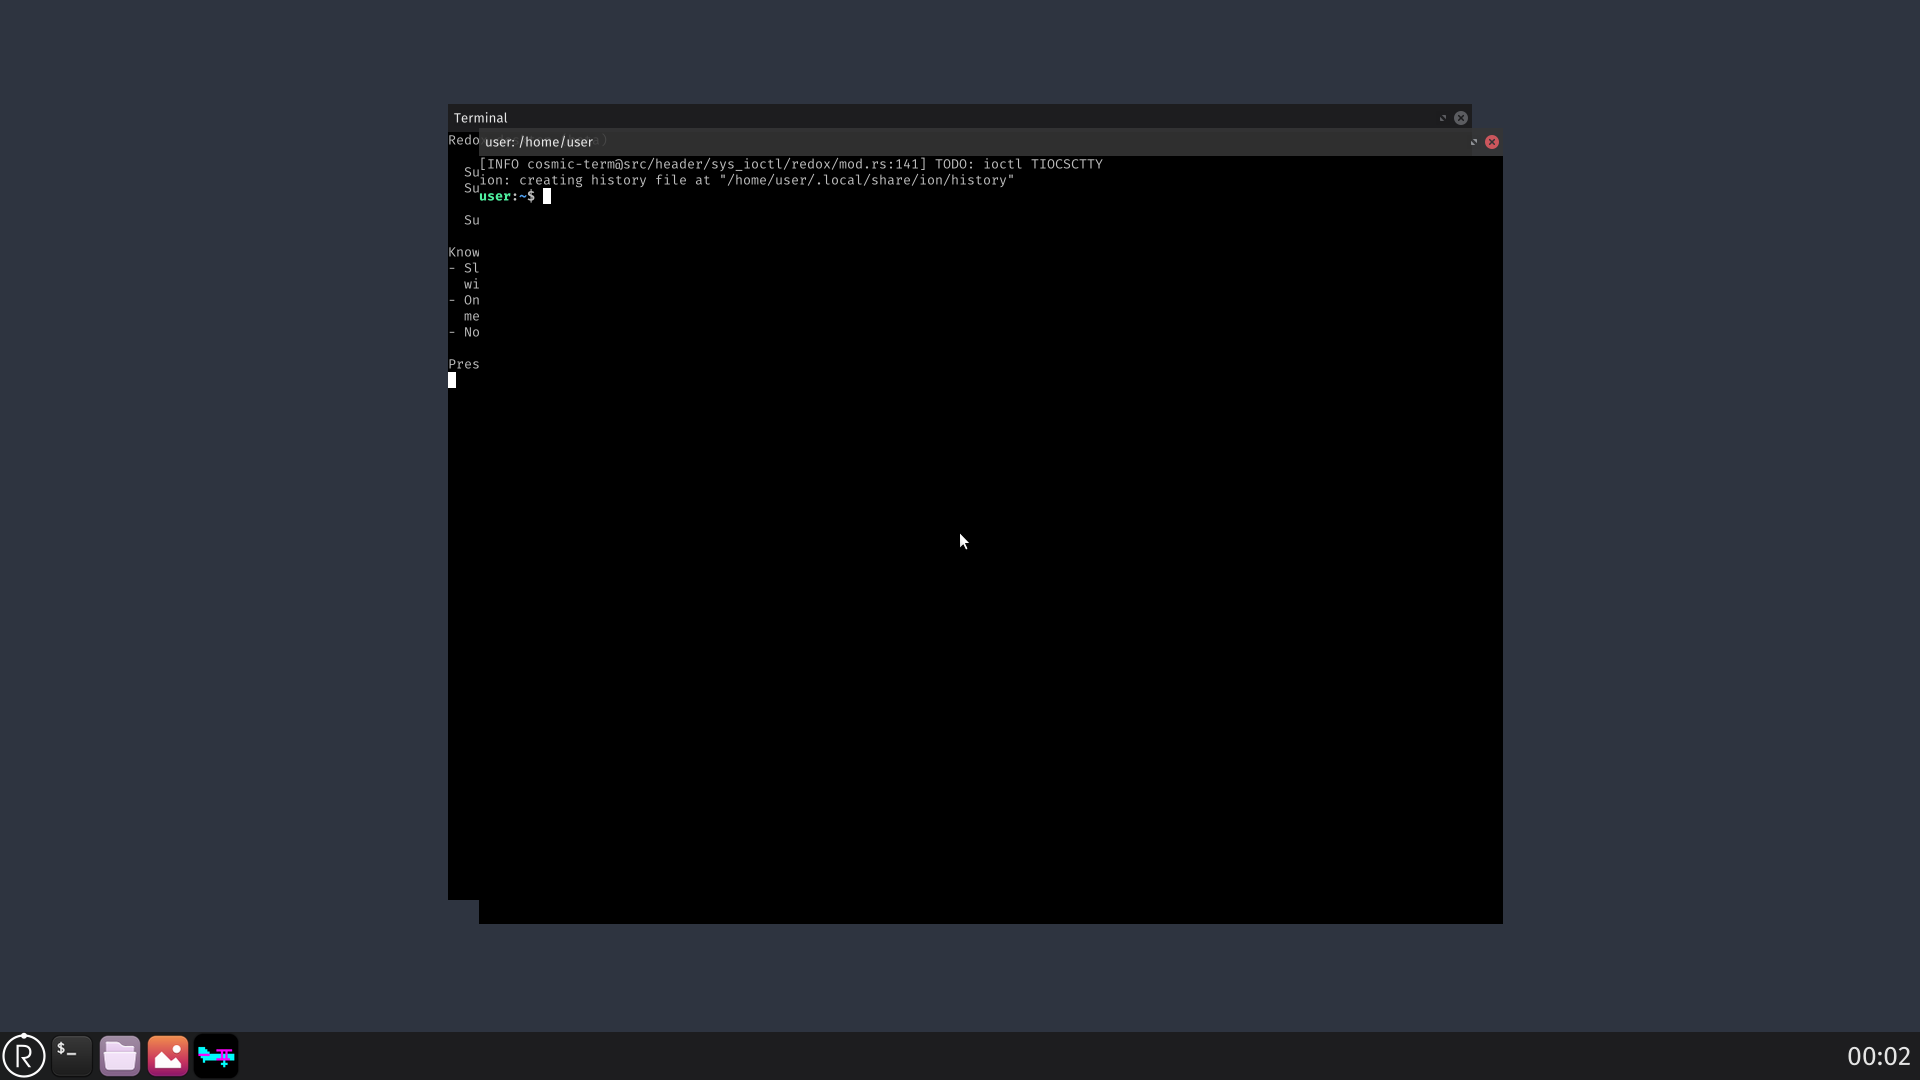 Terminal
Redo
Su
Su
Su
Know
- Sl
wi
- On
me
- No
Pres
user: /home/user
[INFO cosmic-term@src/header/sys_ioctl/redox/mod.rs:141] TODO: ioctl TIOCSCTTY
ion: creating history file at "/home/user/.local/share/ion/history"
user:~$
$_
R
00:02